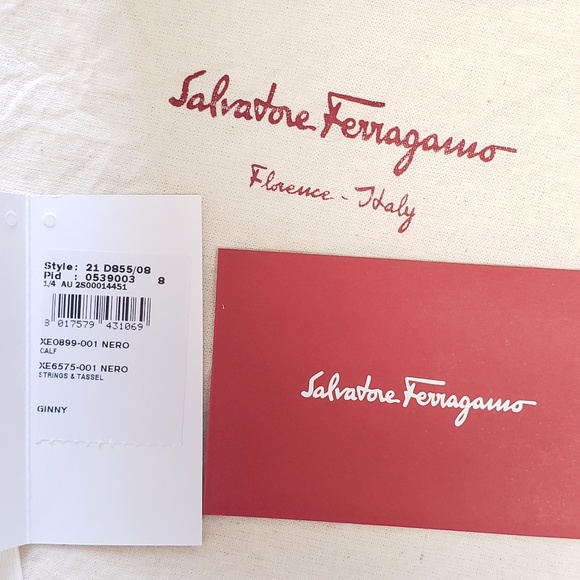 Salvatore Ferragamo
Florence - Italy
Style: 21 D855/08
Pid : 0539003 8
1/4 AU 2S00014451
8 017579 431069
XE0899-001 NERO
CALF
XE6575-001 NERO
STRINGS & TASSEL
GINNY
Salvatore Ferragamo